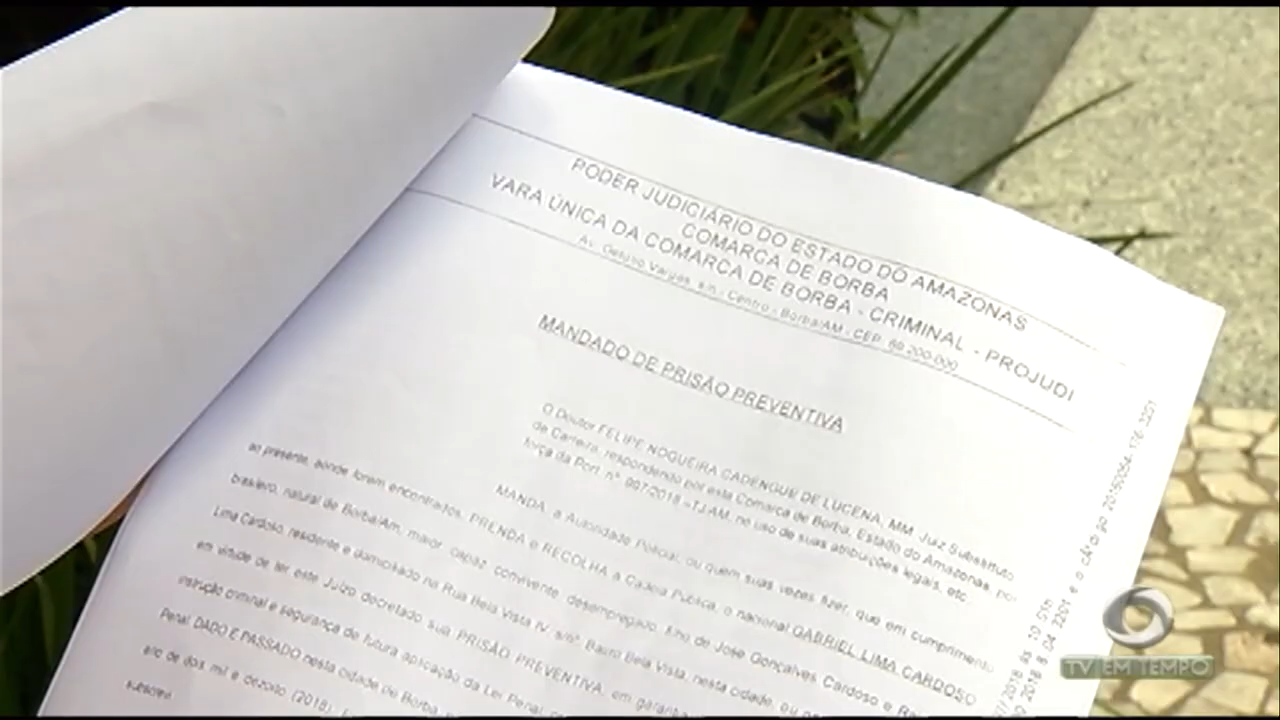 PODER JUDICIÁRIO DO ESTADO DO AMAZONAS
COMARCA DE BORBA
VARA ÚNICA DA COMARCA DE BORBA - CRIMINAL - PROJUDI
Av. Getúlio Vargas, s/n - Centro - Borba/AM - CEP: 69.200-000
MANDADO DE PRISÃO PREVENTIVA
O Doutor FELIPE NOGUEIRA CADENGUE DE LUCENA, MM. Juiz Substituto
de Carreira, respondendo por esta Comarca de Borba, Estado do Amazonas, por
força da Port. nº 997/2018 -TJ-AM, no uso de suas atribuições legais, etc.
MANDA, a Autoridade Policial, ou quem suas vezes fizer, que em cumprimento
ao presente, aonde forem encontrados, PRENDA e RECOLHA a Cadeia Pública, o nacional GABRIEL LIMA CARDOSO
brasileiro, natural de Borba/Am, maior, capaz, convivente, desempregado, filho de José Gonçalves Cardoso e
Lima Cardoso, residente e domiciliado na Rua Bela Vista IV, s/nº, Bairro Bela Vista, nesta cidade, ou
em virtude de ter este Juízo decretado sua PRISÃO PREVENTIVA, em
instrução criminal e segurança de futura aplicação da Lei Penal,
Penal. DADO E PASSADO nesta cidade de Borba,
de dois mil e dezoito (2018).
subscrevi
TV EM TEMPO